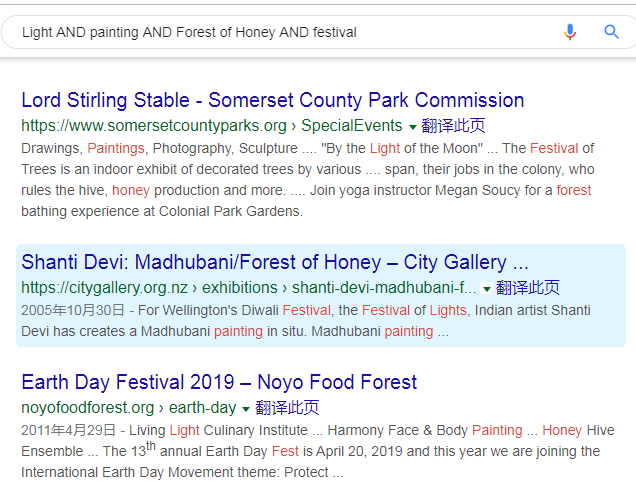 Light AND painting AND Forest of Honey AND festival
Lord Stirling Stable - Somerset County Park Commission
https://www.somersetcountyparks.org › SpecialEvents ▾ 翻译此页
Drawings, Paintings, Photography, Sculpture .... "By the Light of the Moon" ... The Festival of
Trees is an indoor exhibit of decorated trees by various .... span, their jobs in the colony, who
rules the hive, honey production and more. .... Join yoga instructor Megan Soucy for a forest
bathing experience at Colonial Park Gardens.
Shanti Devi: Madhubani/Forest of Honey – City Gallery ...
https://citygallery.org.nz › exhibitions › shanti-devi-madhubani-f... ▾ 翻译此页
2005年10月30日 - For Wellington's Diwali Festival, the Festival of Lights, Indian artist Shanti
Devi has creates a Madhubani painting in situ. Madhubani painting ...
Earth Day Festival 2019 – Noyo Food Forest
noyofoodforest.org › earth-day ▾ 翻译此页
2011年4月29日 - Living Light Culinary Institute ... Harmony Face & Body Painting ... Honey Hive
Ensemble ... The 13th annual Earth Day Fest is April 20, 2019 and this year we are joining the
International Earth Day Movement theme: Protect ...